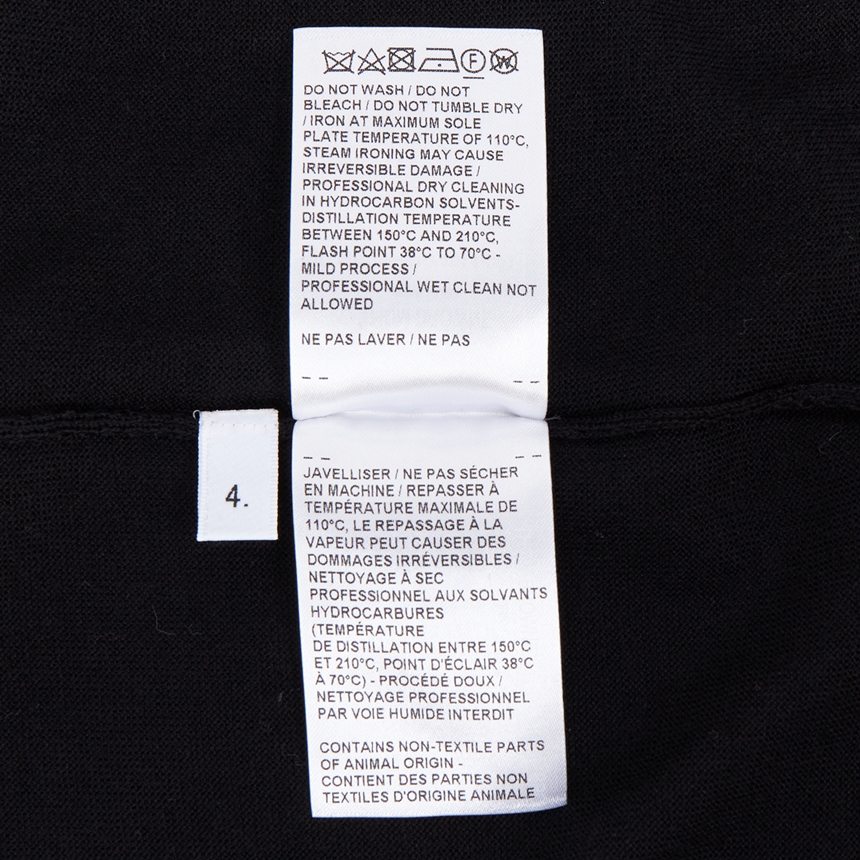 F W
DO NOT WASH / DO NOT
BLEACH / DO NOT TUMBLE DRY
/ IRON AT MAXIMUM SOLE
PLATE TEMPERATURE OF 110°C,
STEAM IRONING MAY CAUSE
IRREVERSIBLE DAMAGE /
PROFESSIONAL DRY CLEANING
IN HYDROCARBON SOLVENTS-
DISTILLATION TEMPERATURE
BETWEEN 150°C AND 210°C,
FLASH POINT 38°C TO 70°C -
MILD PROCESS /
PROFESSIONAL WET CLEAN NOT
ALLOWED
NE PAS LAVER / NE PAS
JAVELLISER / NE PAS SÉCHER
EN MACHINE / REPASSER À
TEMPÉRATURE MAXIMALE DE
110°C, LE REPASSAGE À LA
VAPEUR PEUT CAUSER DES
DOMMAGES IRRÉVERSIBLES /
NETTOYAGE À SEC
PROFESSIONNEL AUX SOLVANTS
HYDROCARBURES
(TEMPÉRATURE
DE DISTILLATION ENTRE 150°C
ET 210°C, POINT D'ÉCLAIR 38°C
À 70°C) - PROCÉDÉ DOUX /
NETTOYAGE PROFESSIONNEL
PAR VOIE HUMIDE INTERDIT
CONTAINS NON-TEXTILE PARTS
OF ANIMAL ORIGIN -
CONTIENT DES PARTIES NON
TEXTILES D'ORIGINE ANIMALE
4.